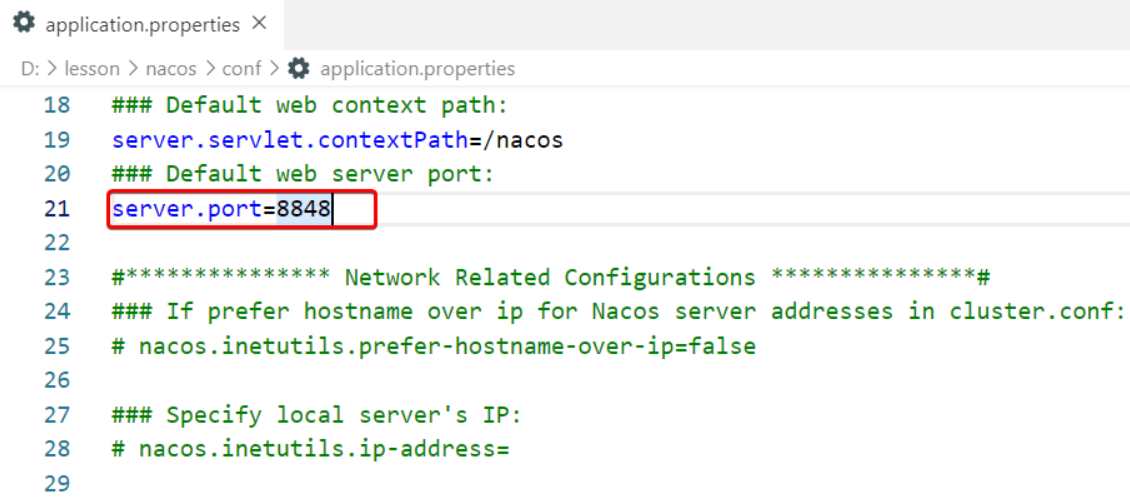 application.properties ×
D: > lesson > nacos > conf > application.properties
18 ### Default web context path:
19 server.servlet.contextPath=/nacos
20 ### Default web server port:
21 server.port=8848
22
23 #*************** Network Related Configurations ***************#
24 ### If prefer hostname over ip for Nacos server addresses in cluster.conf:
25 # nacos.inetutils.prefer-hostname-over-ip=false
26
27 ### Specify local server's IP:
28 # nacos.inetutils.ip-address=
29